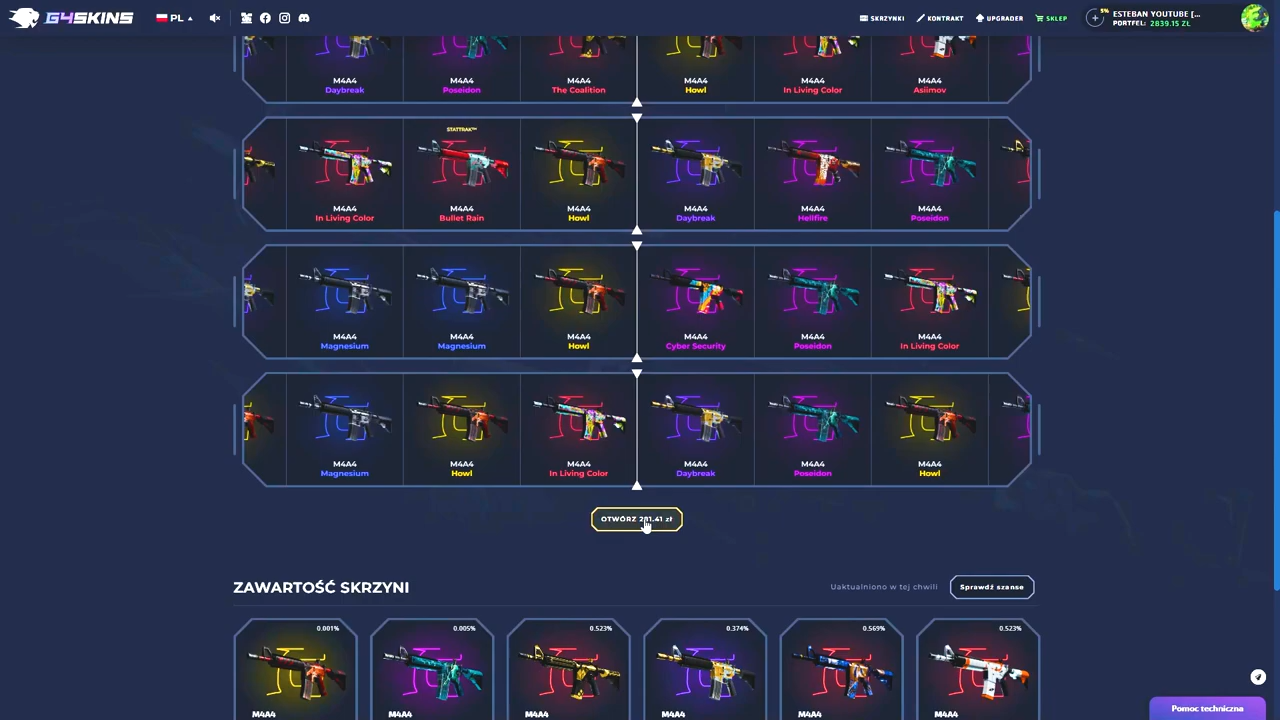 G4SKINS
PL
SKRZYNKI
KONTRAKT
UPGRADER
SKLEP
5%
ESTEBAN YOUTUBE [...
PORTFEL: 2839.15 ZŁ
M4A4
Daybreak
M4A4
Poseidon
M4A4
The Coalition
M4A4
Howl
M4A4
In Living Color
M4A4
Asiimov
STATTRAK™
M4A4
In Living Color
M4A4
Bullet Rain
M4A4
Howl
M4A4
Daybreak
M4A4
Hellfire
M4A4
Poseidon
M4A4
Magnesium
M4A4
Magnesium
M4A4
Howl
M4A4
Cyber Security
M4A4
Poseidon
M4A4
In Living Color
M4A4
Magnesium
M4A4
Howl
M4A4
In Living Color
M4A4
Daybreak
M4A4
Poseidon
M4A4
Howl
OTWÓRZ zł
ZAWARTOŚĆ SKRZYNI
Uaktualniono w tej chwili
Sprawdź szanse
0.001%
0.005%
0.523%
0.374%
0.569%
0.523%
M4A4
M4A4
M4A4
M4A4
M4A4
M4A4
Pomoc techniczna